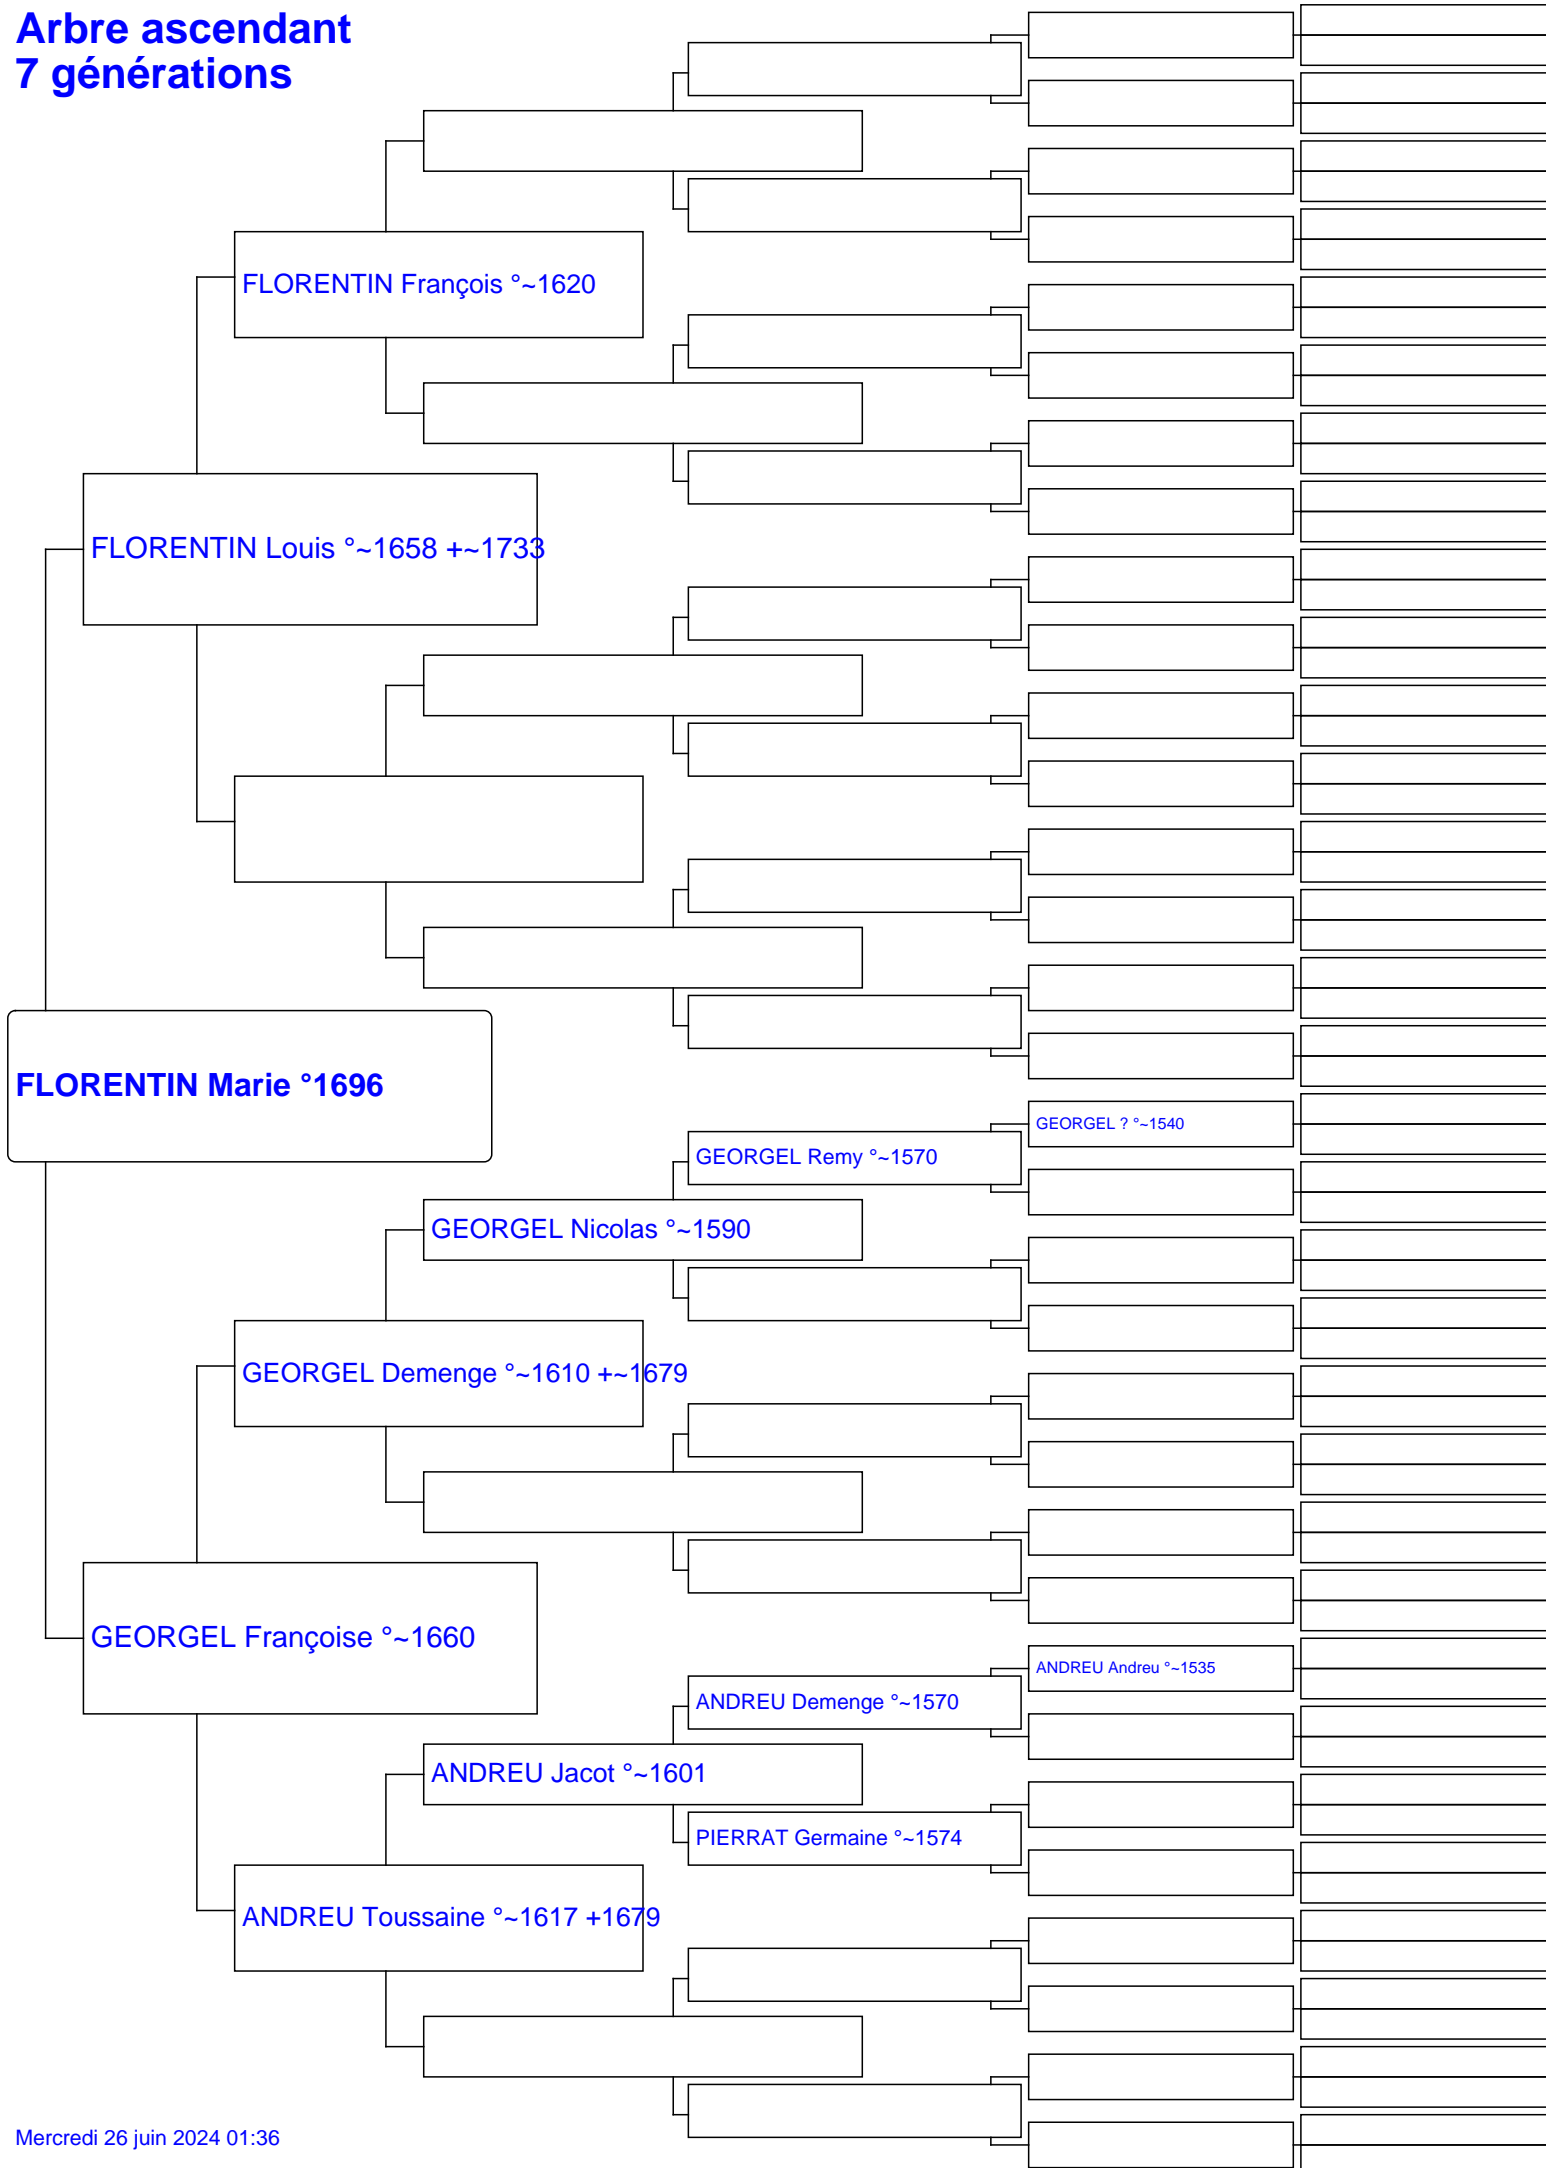 Arbre ascendant
7 générations
FLORENTIN François °~1620
FLORENTIN Louis °~1658 +~1733
FLORENTIN Marie °1696
GEORGEL ? °~1540
GEORGEL Remy °~1570
GEORGEL Nicolas °~1590
GEORGEL Demenge °~1610 +~1679
GEORGEL Françoise °~1660
ANDREU Andreu °~1535
ANDREU Demenge °~1570
ANDREU Jacot °~1601
PIERRAT Germaine °~1574
ANDREU Toussaine °~1617 +1679
Mercredi 26 juin 2024 01:36